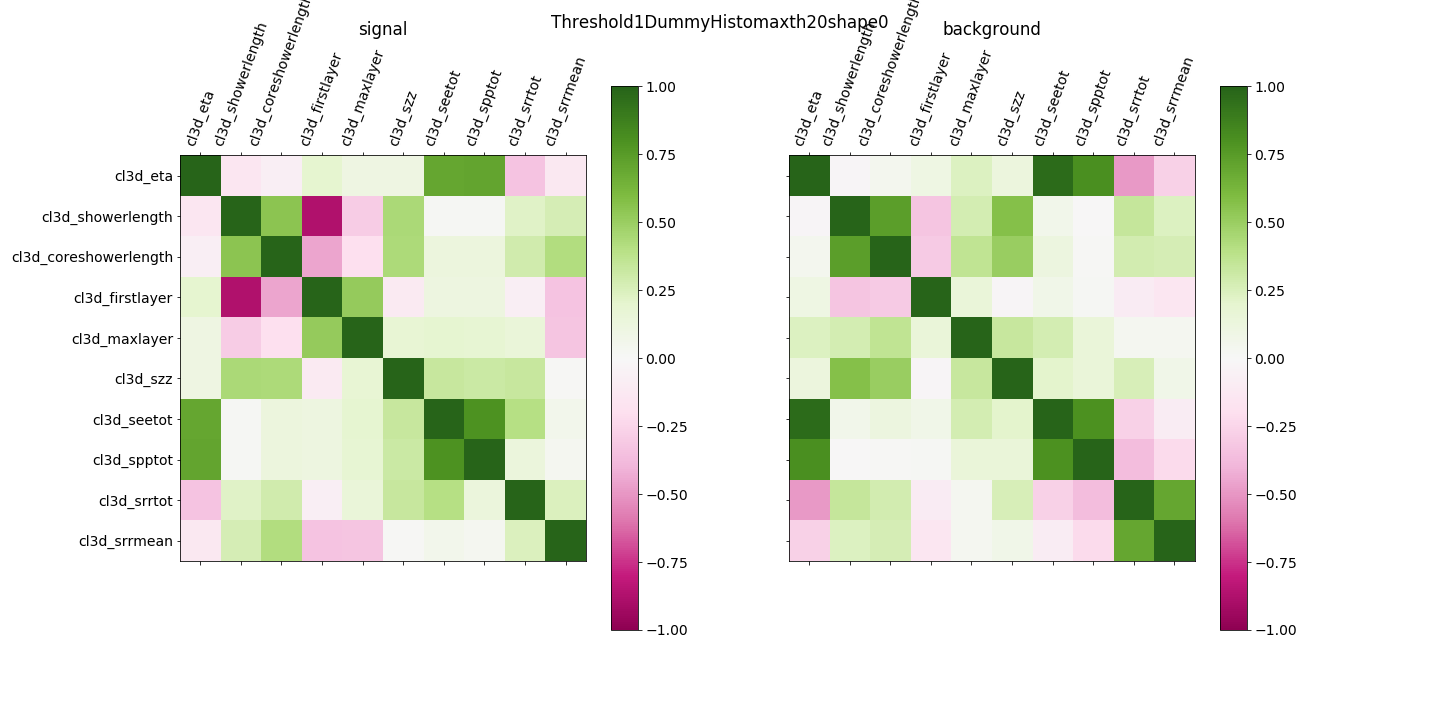 Threshold1DummyHistomaxth20shape0
signal
cl3d_eta
cl3d_showerlength
cl3d_coreshowerlength
cl3d_firstlayer
cl3d_maxlayer
cl3d_szz
cl3d_seetot
cl3d_spptot
cl3d_srrtot
cl3d_srrmean
cl3d_eta
cl3d_showerlength
cl3d_coreshowerlength
cl3d_firstlayer
cl3d_maxlayer
cl3d_szz
cl3d_seetot
cl3d_spptot
cl3d_srrtot
cl3d_srrmean
1.00
0.75
0.50
0.25
0.00
−0.25
−0.50
−0.75
−1.00
background
cl3d_eta
cl3d_showerlength
cl3d_coreshowerlength
cl3d_firstlayer
cl3d_maxlayer
cl3d_szz
cl3d_seetot
cl3d_spptot
cl3d_srrtot
cl3d_srrmean
1.00
0.75
0.50
0.25
0.00
−0.25
−0.50
−0.75
−1.00